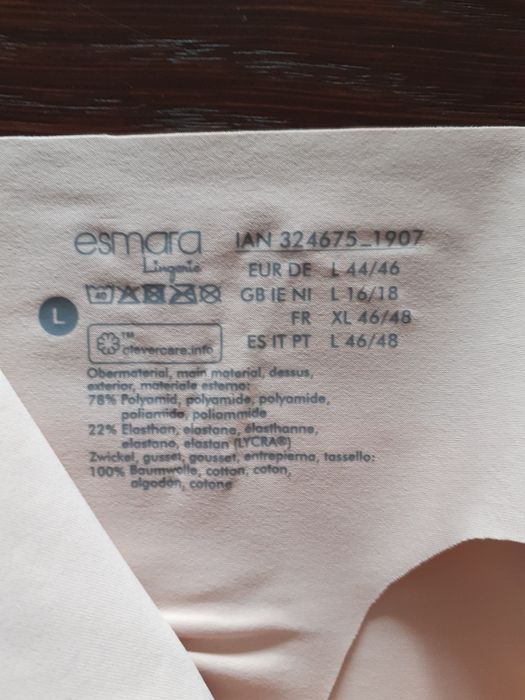 esmara
Lingerie
IAN 324675_1907
EUR DE L 44/46
GB IE NI L 16/18
FR XL 46/48
ES IT PT L 46/48
40
L
™
clevercare.info
Obermaterial, main material, dessus,
exterior, materiale esterno:
78% Polyamid, polyamide, polyamide,
poliamida, poliammide
22% Elasthan, elastane, élasthanne,
elastano, elastan (LYCRA®)
Zwickel, gusset, gousset, entrepierna, tassello:
100% Baumwolle, cotton, coton,
algodón, cotone